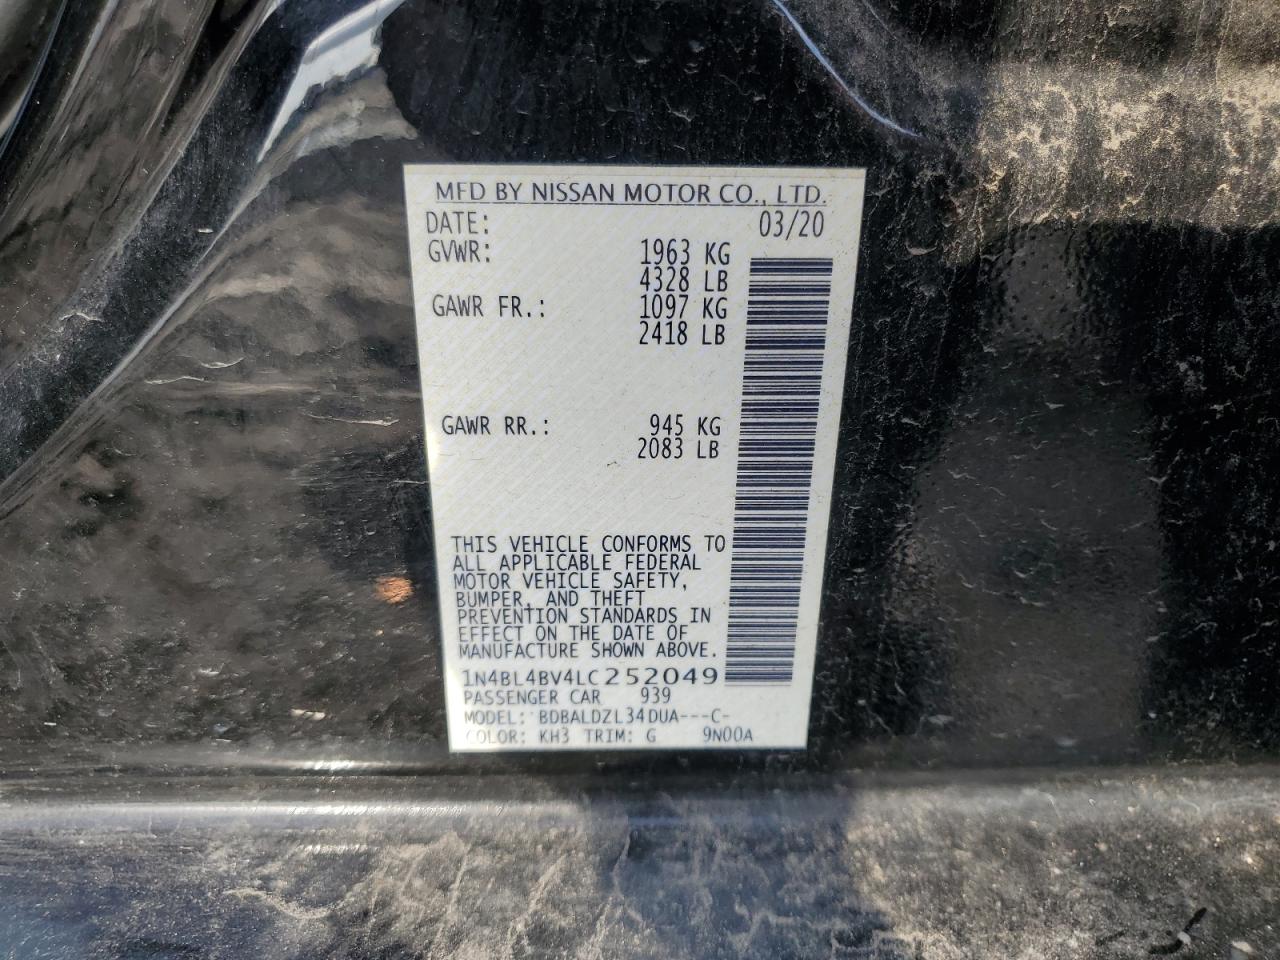 MFD BY NISSAN MOTOR CO., LTD.
DATE: 03/20
GVWR: 1963 KG
4328 LB
GAWR FR.: 1097 KG
2418 LB
GAWR RR.: 945 KG
2083 LB
THIS VEHICLE CONFORMS TO
ALL APPLICABLE FEDERAL
MOTOR VEHICLE SAFETY,
BUMPER, AND THEFT
PREVENTION STANDARDS IN
EFFECT ON THE DATE OF
MANUFACTURE SHOWN ABOVE.
1N4BL4BV4LC252049
PASSENGER CAR 939
MODEL: BDBALDZL34DUA---C-
COLOR: KH3 TRIM: G 9N00A